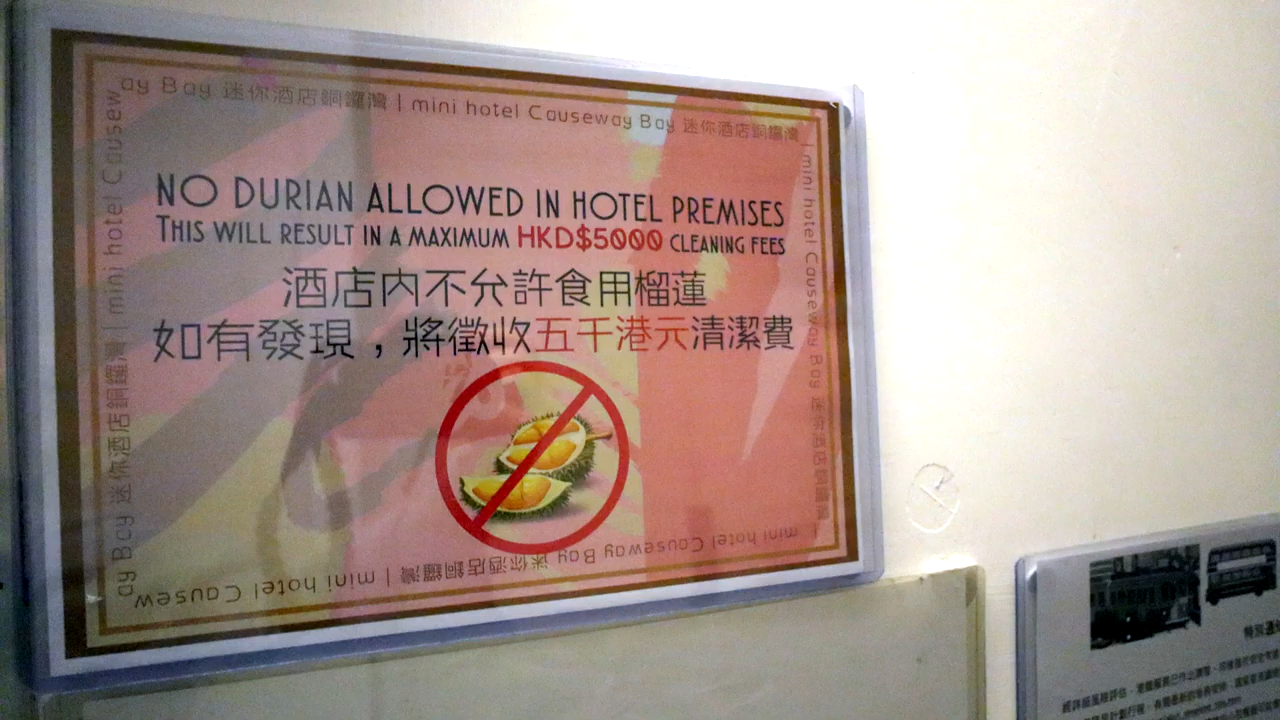 ay Bay 迷你酒店銅鑼灣 | mini hotel Causeway Bay 迷你酒店銅鑼灣
| mini hotel Causeway Bay 迷你酒店銅鑼灣 |
NO DURIAN ALLOWED IN HOTEL PREMISES
THIS WILL RESULT IN A MAXIMUM HKD$5000 CLEANING FEES
酒店內不允許食用榴蓮
如有發現，將徵收五千港元清潔費
mini hotel Causeway Bay 迷你酒店銅鑼灣 | mini hotel Causew
ay Bay 迷你酒店銅鑼灣 | mini hotel Causew